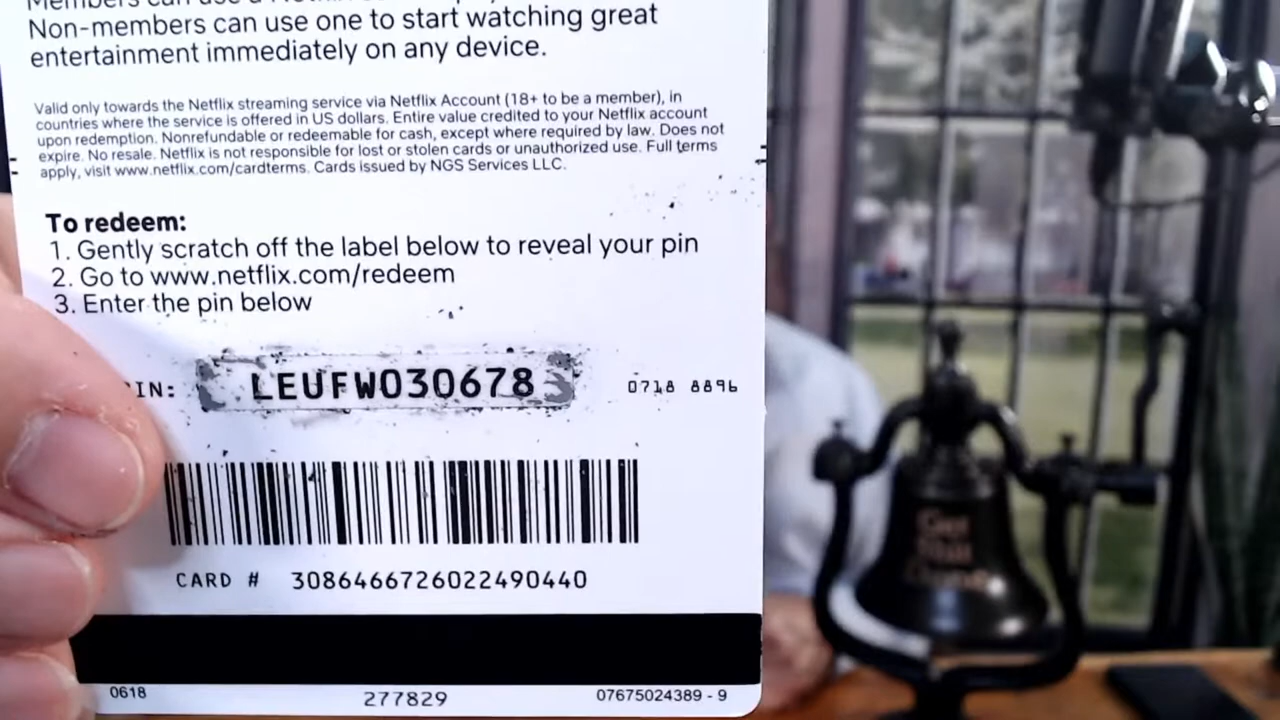 Members can use a Netflix
Non-members can use one to start watching great
entertainment immediately on any device.
Valid only towards the Netflix streaming service via Netflix Account (18+ to be a member), in
countries where the service is offered in US dollars. Entire value credited to your Netflix account
upon redemption. Nonrefundable or redeemable for cash, except where required by law. Does not
expire. No resale. Netflix is not responsible for lost or stolen cards or unauthorized use. Full terms
apply, visit www.netflix.com/cardterms. Cards issued by NGS Services LLC.
To redeem:
1. Gently scratch off the label below to reveal your pin
2. Go to www.netflix.com/redeem
3. Enter the pin below
IN: LEUFW030678 0718 8896
CARD # 3086466726022490440
0618 277829 07675024389 - 9